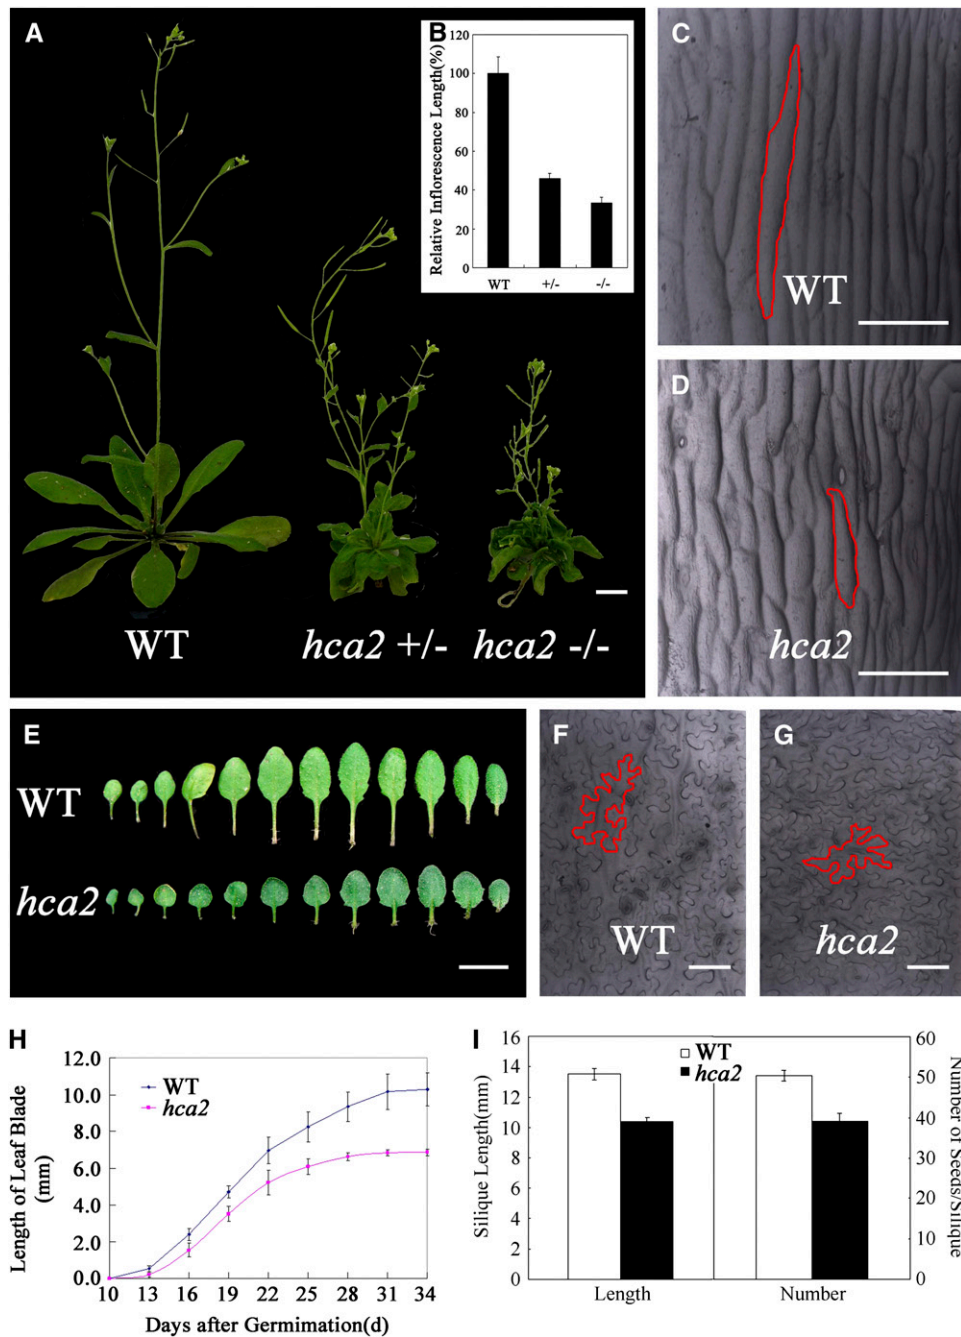 A
WT
hca2 +/-
hca2 -/-
B
Relative Inflorescence Length(%)
120
100
80
60
40
20
0
WT
+/-
-/-
C
WT
D
hca2
E
WT
hca2
F
WT
G
hca2
H
Length of Leaf Blade
(mm)
12.0
10.0
8.0
6.0
4.0
2.0
0.0
WT
hca2
10 13 16 19 22 25 28 31 34
Days after Germimation(d)
I
Silique Length(mm)
16
14
12
10
8
6
4
2
0
WT
hca2
Length
Number
60
50
40
30
20
10
0
Number of Seeds/Silique